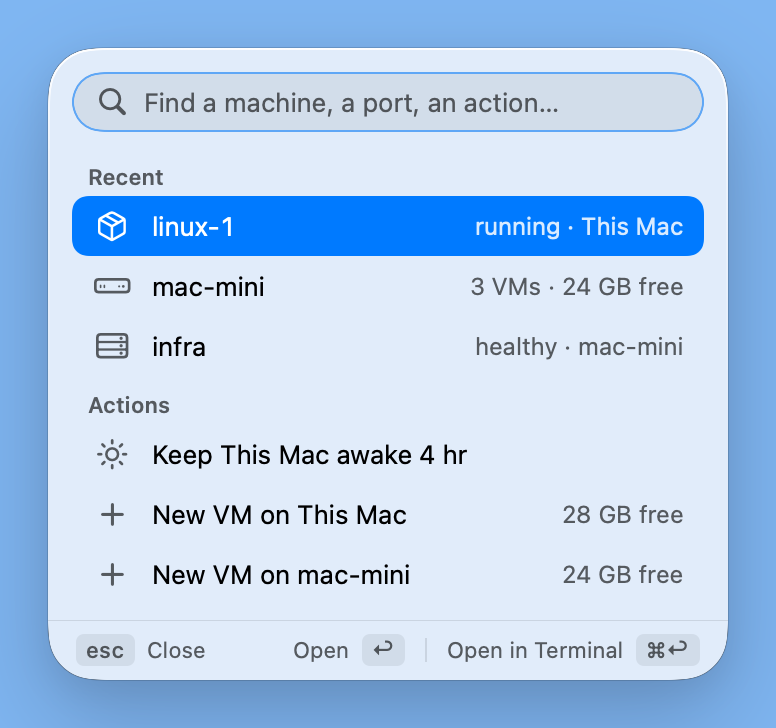 Find a machine, a port, an action...
Recent
linux-1 running · This Mac
mac-mini 3 VMs · 24 GB free
infra healthy · mac-mini
Actions
Keep This Mac awake 4 hr
New VM on This Mac 28 GB free
New VM on mac-mini 24 GB free
esc Close Open ↩ Open in Terminal ⌘↩